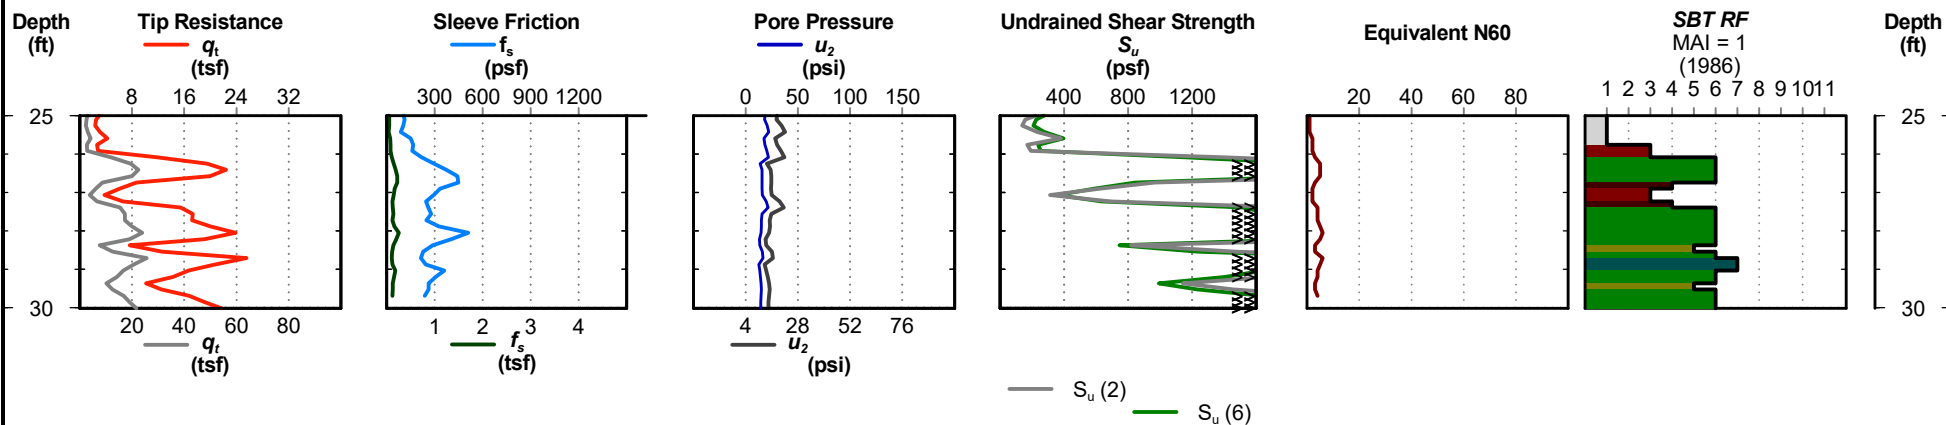 Depth
(ft)
Tip Resistance
qt
(tsf)
8 16 24 32
Sleeve Friction
fs
(psf)
300 600 900 1200
Pore Pressure
u2
(psi)
0 50 100 150
Undrained Shear Strength
Su
(psf)
400 800 1200
Equivalent N60
20 40 60 80
SBT RF
MAI = 1
(1986)
1 2 3 4 5 6 7 8 9 10 11
Depth
(ft)
25 25
30 30
20 40 60 80
qt
(tsf)
1 2 3 4
fs
(tsf)
4 28 52 76
u2
(psi)
Su (2)
Su (6)